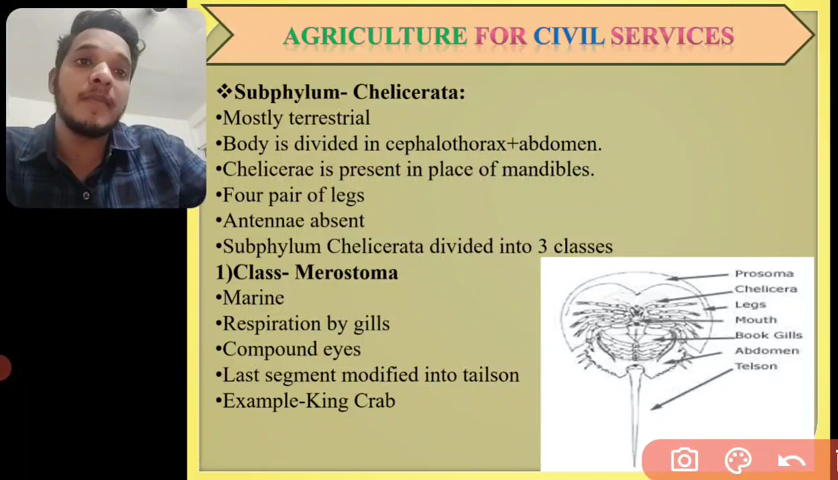 AGRICULTURE FOR CIVIL SERVICES
❖Subphylum- Chelicerata:
•Mostly terrestrial
•Body is divided in cephalothorax+abdomen.
•Chelicerae is present in place of mandibles.
•Four pair of legs
•Antennae absent
•Subphylum Chelicerata divided into 3 classes
1)Class- Merostoma
•Marine
•Respiration by gills
•Compound eyes
•Last segment modified into tailson
•Example-King Crab
Prosoma
Chelicera
Legs
Mouth
Book Gills
Abdomen
Telson